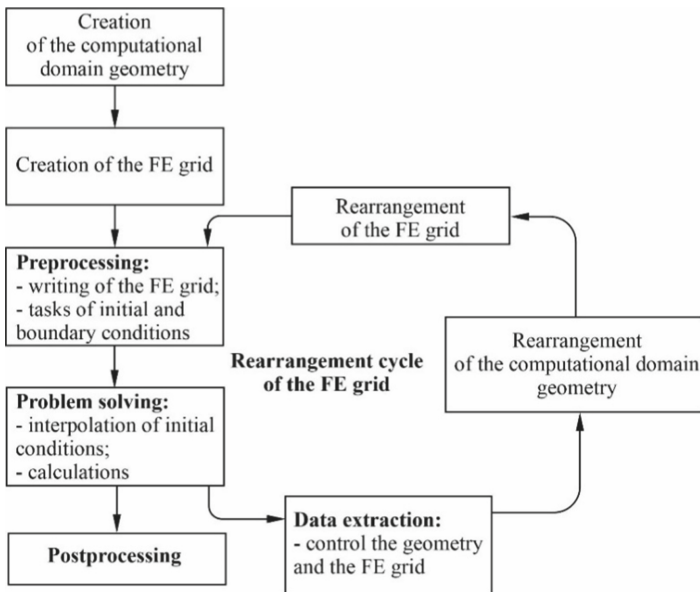 Creation
of the computational
domain geometry
Creation of the FE grid
Rearrangement
of the FE grid
Preprocessing:
- writing of the FE grid;
- tasks of initial and
boundary conditions
Rearrangement cycle
of the FE grid
Rearrangement
of the computational domain
geometry
Problem solving:
- interpolation of initial
conditions;
- calculations
Data extraction:
- control the geometry
and the FE grid
Postprocessing